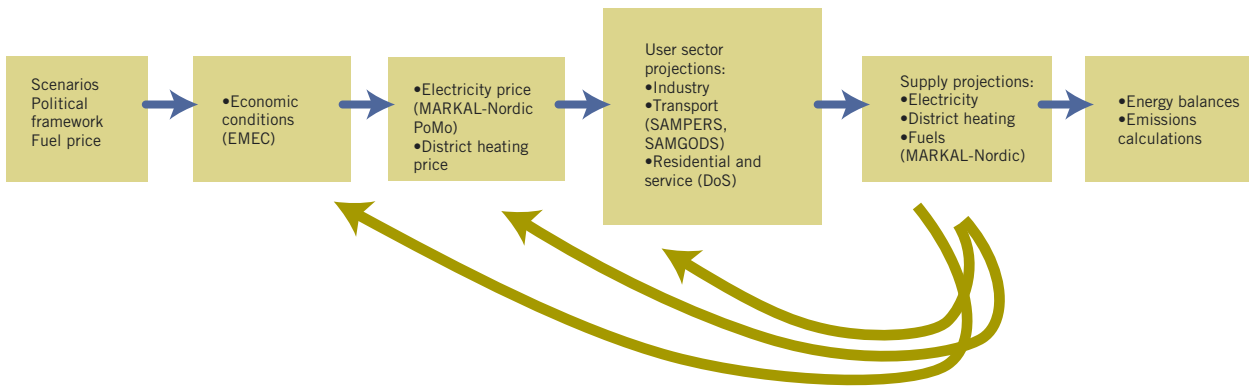 Scenarios
Political
framework
Fuel price
•Economic
conditions
(EMEC)
•Electricity price
(MARKAL-Nordic
PoMo)
•District heating
price
User sector
projections:
•Industry
•Transport
(SAMPERS,
SAMGODS)
•Residential and
service (DoS)
Supply projections:
•Electricity
•District heating
•Fuels
(MARKAL-Nordic)
•Energy balances
•Emissions
calculations